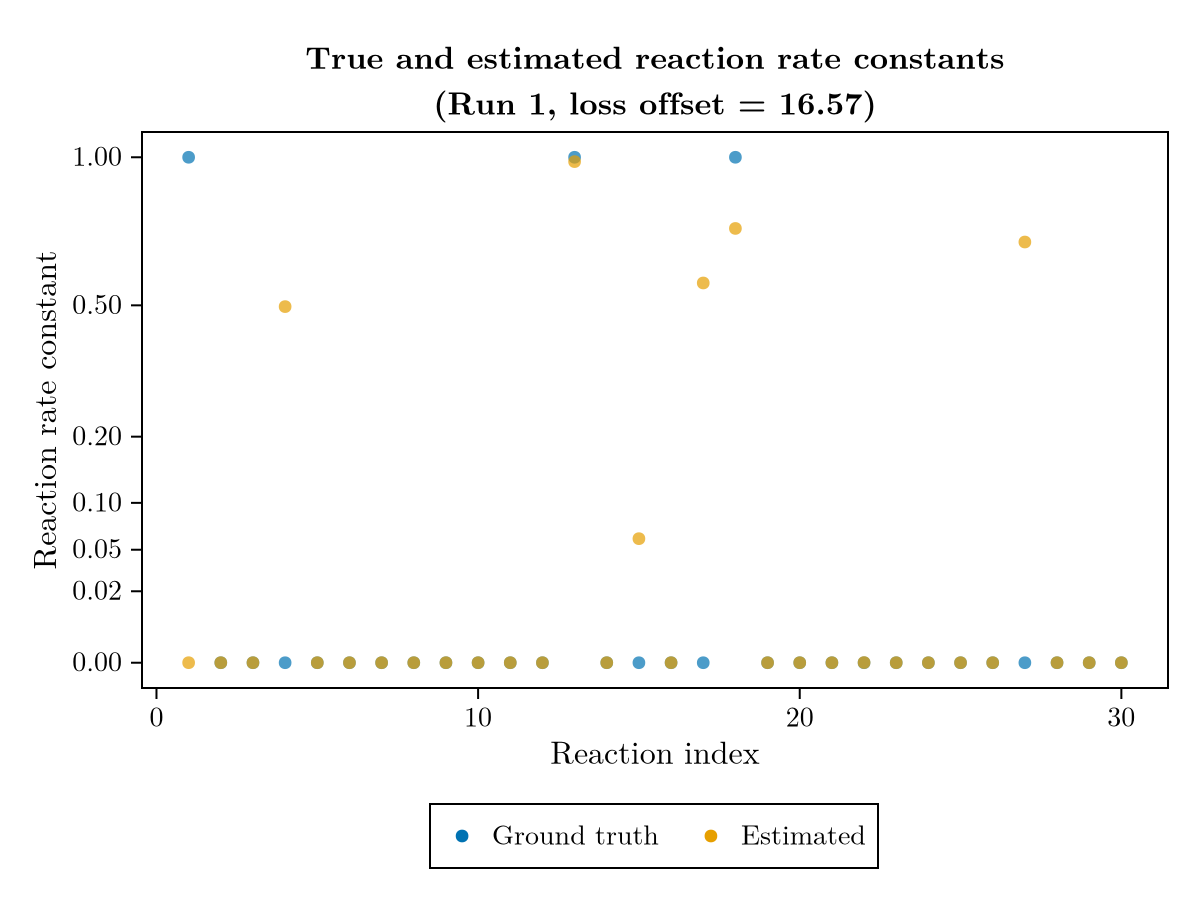 True and estimated reaction rate constants
(Run 1, loss offset = 16.57)
Reaction rate constant
1.00
0.50
0.20
0.10
0.05
0.02
0.00
0 10 20 30
Reaction index
Ground truth Estimated